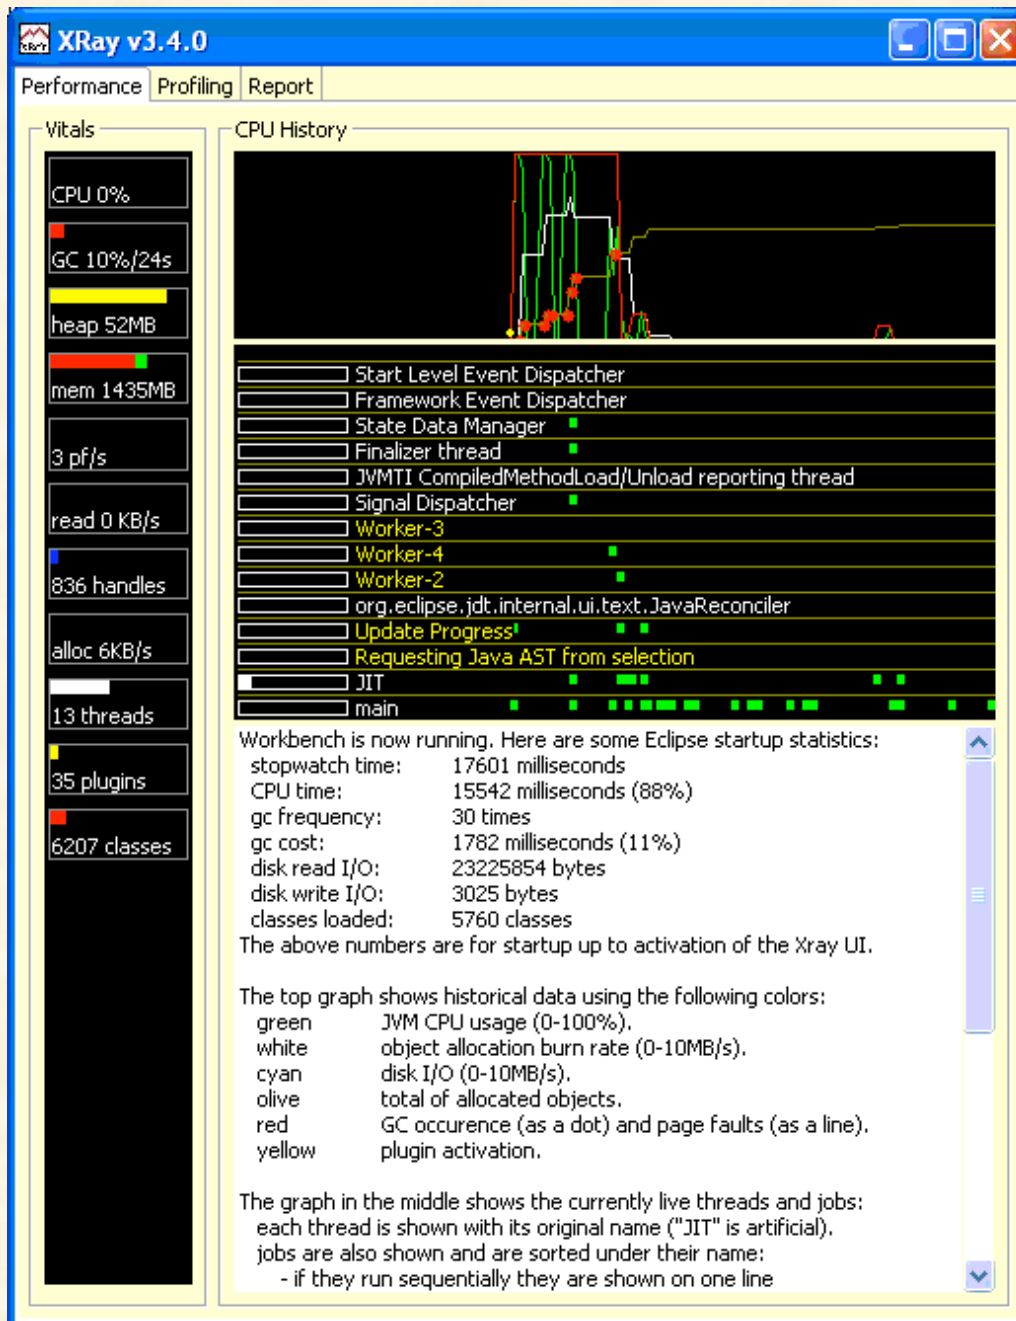 XRay v3.4.0
Performance Profiling Report
Vitals
CPU 0%
GC 10%/24s
heap 52MB
mem 1435MB
3 pf/s
read 0 KB/s
836 handles
alloc 6KB/s
13 threads
35 plugins
6207 classes
CPU History
Start Level Event Dispatcher
Framework Event Dispatcher
State Data Manager
Finalizer thread
JVMTI CompiledMethodLoad/Unload reporting thread
Signal Dispatcher
Worker-3
Worker-4
Worker-2
org.eclipse.jdt.internal.ui.text.JavaReconciler
Update Progress
Requesting Java AST from selection
JIT
main
Workbench is now running. Here are some Eclipse startup statistics:
stopwatch time: 17601 milliseconds
CPU time: 15542 milliseconds (88%)
gc frequency: 30 times
gc cost: 1782 milliseconds (11%)
disk read I/O: 23225854 bytes
disk write I/O: 3025 bytes
classes loaded: 5760 classes
The above numbers are for startup up to activation of the Xray UI.
The top graph shows historical data using the following colors:
green JVM CPU usage (0-100%).
white object allocation burn rate (0-10MB/s).
cyan disk I/O (0-10MB/s).
olive total of allocated objects.
red GC occurence (as a dot) and page faults (as a line).
yellow plugin activation.
The graph in the middle shows the currently live threads and jobs:
each thread is shown with its original name ("JIT" is artificial).
jobs are also shown and are sorted under their name:
- if they run sequentially they are shown on one line